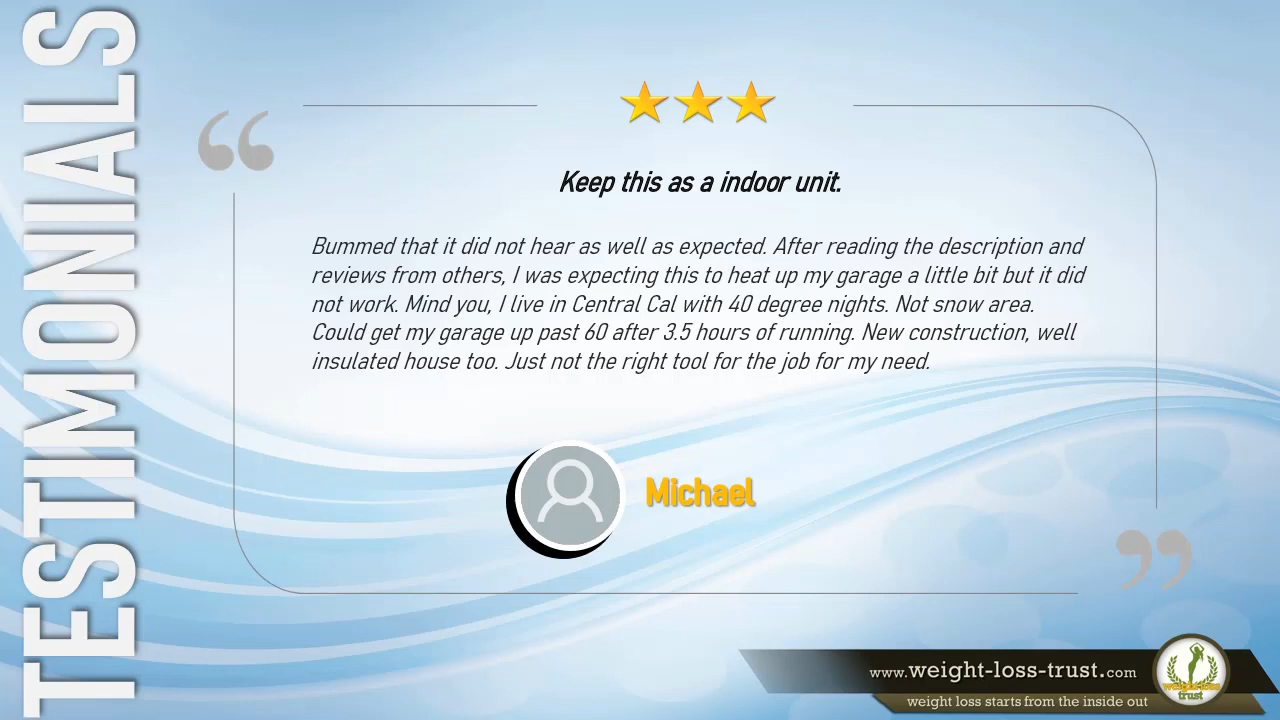 TESTIMONIALS
“
Keep this as a indoor unit.
Bummed that it did not hear as well as expected. After reading the description and
reviews from others, I was expecting this to heat up my garage a little bit but it did
not work. Mind you, I live in Central Cal with 40 degree nights. Not snow area.
Could get my garage up past 60 after 3.5 hours of running. New construction, well
insulated house too. Just not the right tool for the job for my need.
Michael
”
www.weight-loss-trust.com
weight loss starts from the inside out
weight loss
trust